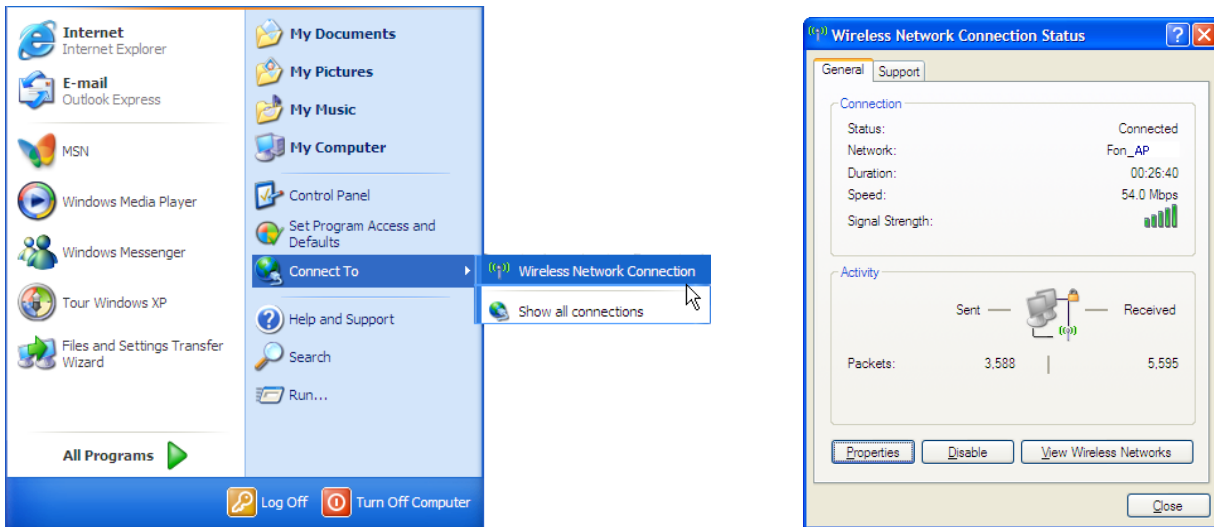 Internet
Internet Explorer
E-mail
Outlook Express
MSN
Windows Media Player
Windows Messenger
Tour Windows XP
Files and Settings Transfer
Wizard
All Programs
My Documents
My Pictures
My Music
My Computer
Control Panel
Set Program Access and
Defaults
Connect To
Help and Support
Search
Run...
Wireless Network Connection
Show all connections
Log Off
Turn Off Computer
Wireless Network Connection Status
General Support
Connection
Status: Connected
Network: Fon_AP
Duration: 00:26:40
Speed: 54.0 Mbps
Signal Strength:
Activity
Sent — Received
Packets: 3,588 | 5,595
Properties Disable View Wireless Networks
Close